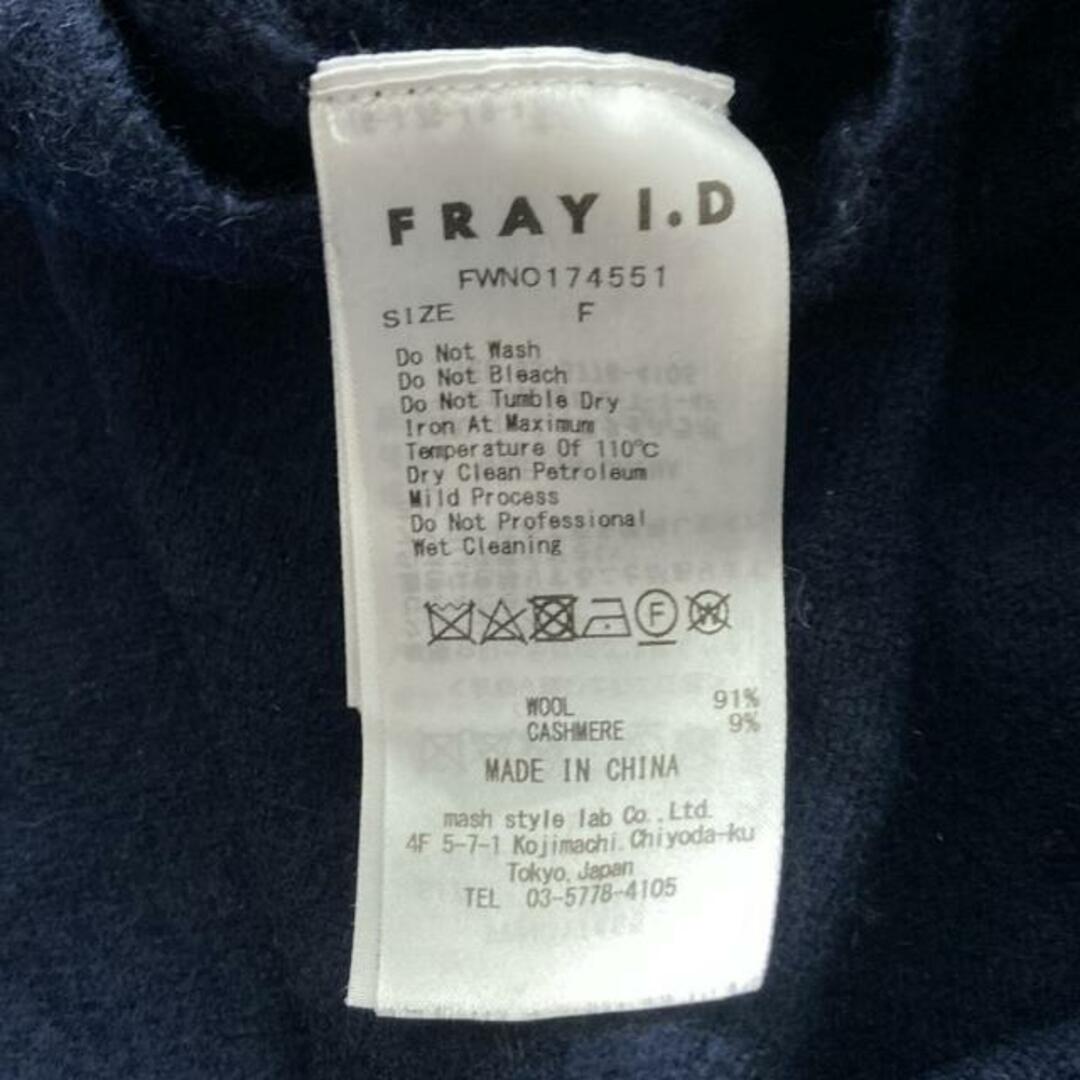 FRAY I.D
FWNO174551
SIZE F
Do Not Wash
Do Not Bleach
Do Not Tumble Dry
Iron At Maximum
Temperature Of 110℃
Dry Clean Petroleum
Mild Process
Do Not Professional
Wet Cleaning
F W
WOOL 91%
CASHMERE 9%
MADE IN CHINA
mash style lab Co.,Ltd.
4F 5-7-1 Kojimachi.Chiyoda-ku
Tokyo.Japan
TEL 03-5778-4105